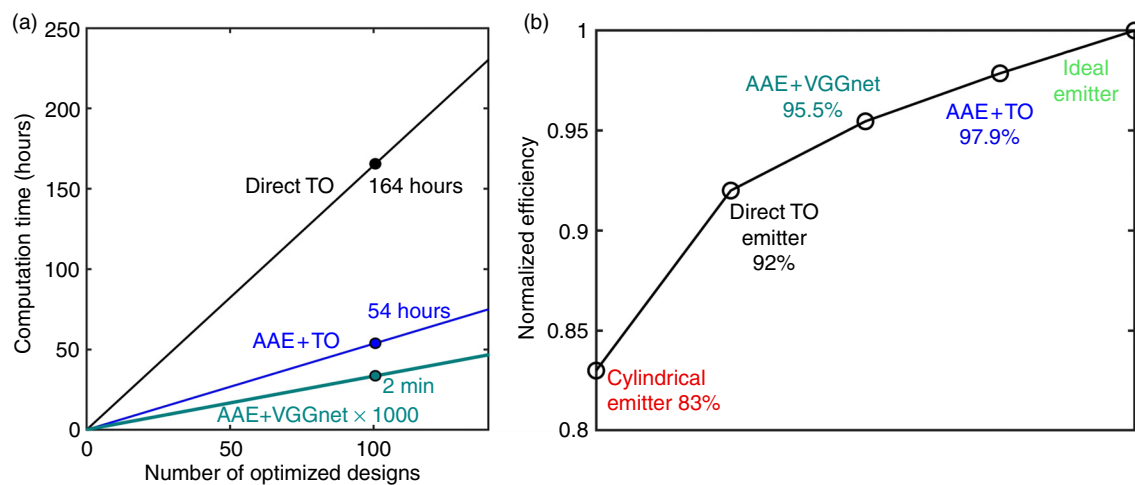 (a)
250
200
150
100
50
0
0
50
100
Computation time (hours)
Number of optimized designs
Direct TO
164 hours
54 hours
AAE+TO
2 min
AAE+VGGnet × 1000
(b)
1
0.95
0.9
0.85
0.8
Normalized efficiency
AAE+VGGnet
95.5%
Ideal
emitter
AAE+TO
97.9%
Direct TO
emitter
92%
Cylindrical
emitter 83%